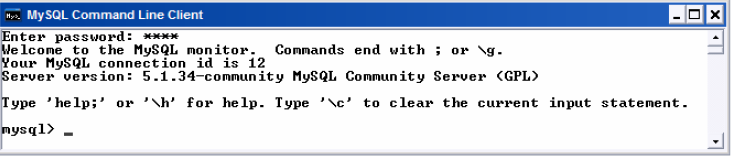 MySQL Command Line Client
Enter password: ****
Welcome to the MySQL monitor.  Commands end with ; or \g.
Your MySQL connection id is 12
Server version: 5.1.34-community MySQL Community Server (GPL)
Type 'help;' or '\h' for help. Type '\c' to clear the current input statement.
mysql> _